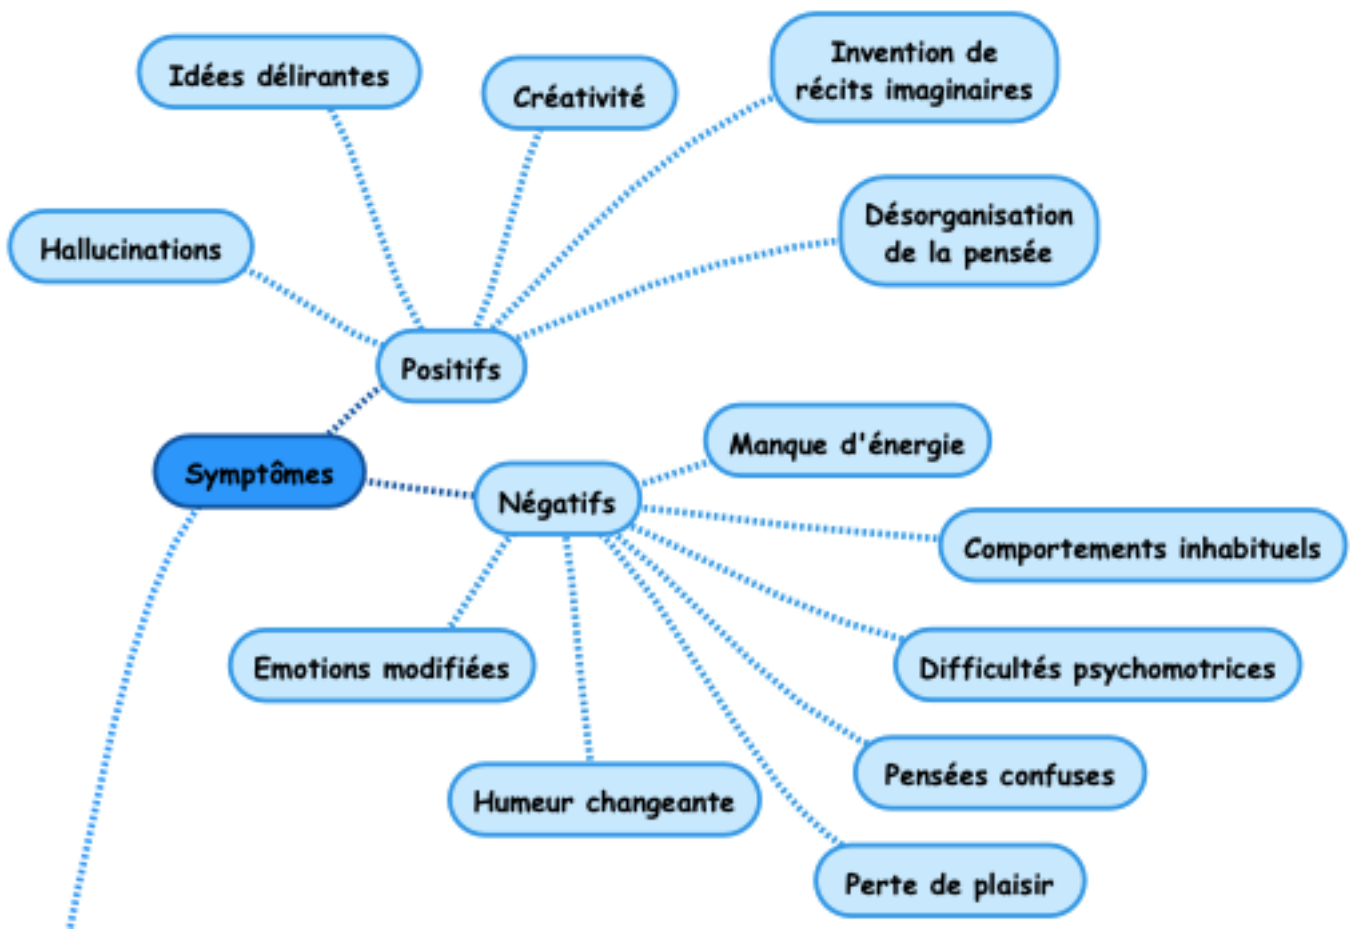 Idées délirantes
Créativité
Invention de
récits imaginaires
Hallucinations
Désorganisation
de la pensée
Positifs
Symptômes
Négatifs
Manque d'énergie
Comportements inhabituels
Emotions modifiées
Difficultés psychomotrices
Humeur changeante
Pensées confuses
Perte de plaisir